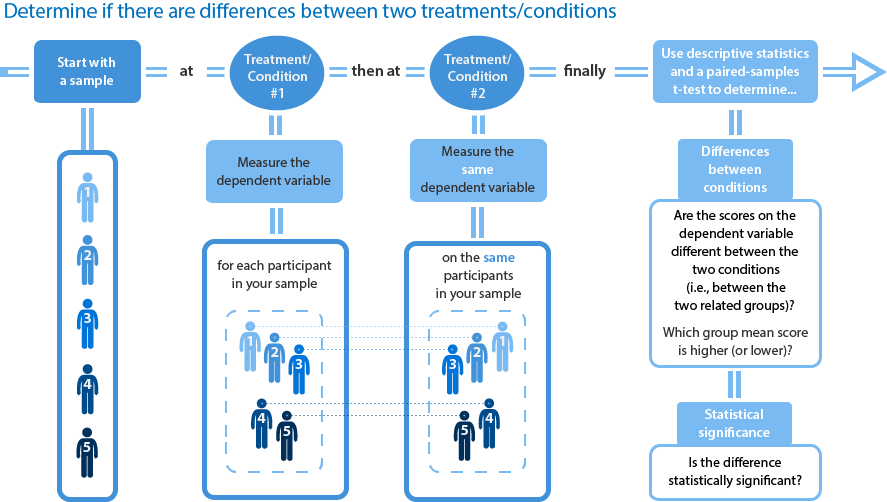 Determine if there are differences between two treatments/conditions
Start with
a sample
at
Treatment/
Condition
#1
then at
Treatment/
Condition
#2
finally
Use descriptive statistics
and a paired-samples
t-test to determine...
1
2
3
4
5
Measure the
dependent variable
for each participant
in your sample
1
2
3
4
5
Measure the
same
dependent variable
on the same
participants
in your sample
1
2
3
4
5
Differences
between
conditions
Are the scores on the
dependent variable
different between the
two conditions
(i.e., between the
two related groups)?
Which group mean score
is higher (or lower)?
Statistical
significance
Is the difference
statistically significant?